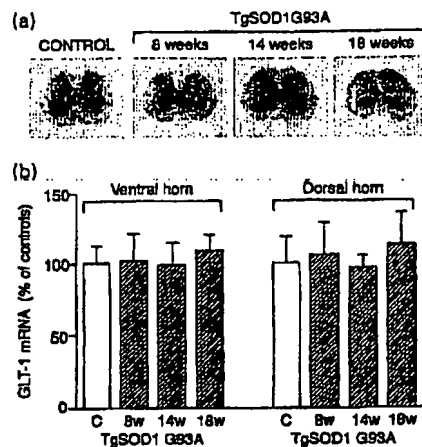 (a)
TgSOD1G93A
CONTROL 8 weeks 14 weeks 18 weeks
(b)
Ventral horn Dorsal horn
GLT-1 mRNA (% of controls)
150
100
50
0
C 8w 14w 18w C 8w 14w 18w
TgSOD1 G93A TgSOD1 G93A